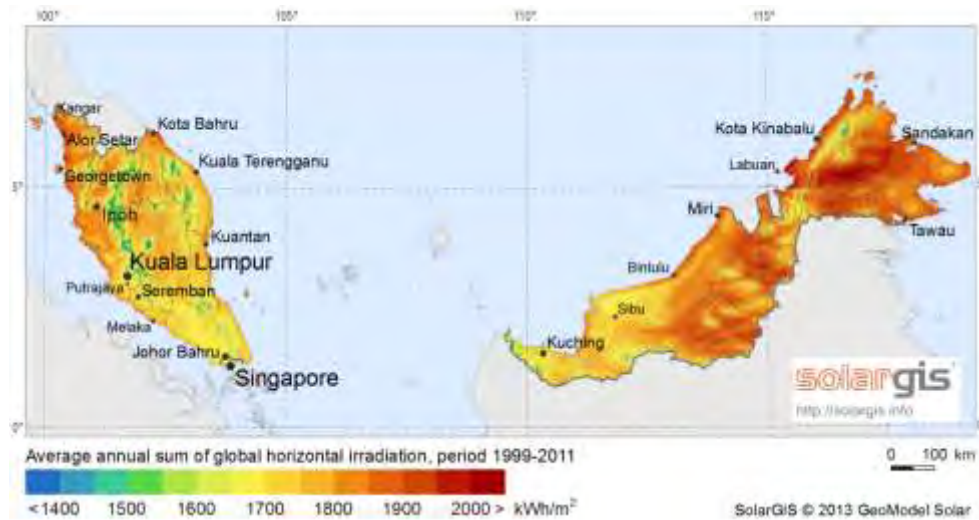 100° 105° 110° 115°
Kangar
Alor Setar
Kota Bahru
Georgetown
Kuala Terengganu
5°
Ipoh
Kuantan
Kuala Lumpur
Putrajaya
Seremban
Melaka
Johor Bahru
Singapore
Kota Kinabalu
Sandakan
Labuan
Miri
Tawau
Bintulu
Sibu
Kuching
solargis
http://solargis.info
0°
Average annual sum of global horizontal irradiation, period 1999-2011
0 100 km
<1400 1500 1600 1700 1800 1900 2000 > kWh/m²
SolarGIS © 2013 GeoModel Solar